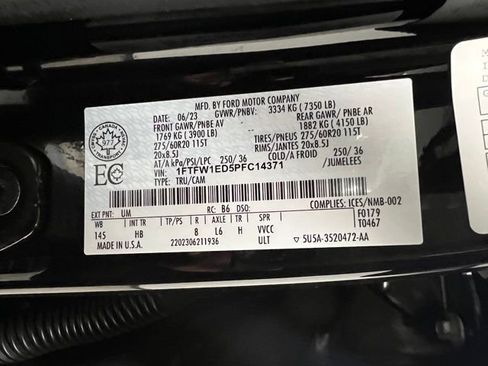 MFD. BY FORD MOTOR COMPANY
DATE: 06/23 GVWR/PNBV: 3334 KG ( 7350 LB)
FRONT GAWR/PNBE AV REAR GAWR/PNBE AR
1769 KG ( 3900 LB) 1882 KG ( 4150 LB)
275/60R20 115T TIRES/PNEUS 275/60R20 115T
20x8.5J RIMS/JANTES 20x8.5J
AT/A kPa/PSI/LPC 250/ 36 COLD/A FROID 250/ 36
VIN: 1FTFW1ED5PFC14371 /JUMELEES
TYPE: TRU/CAM
CANADA
977
EC
EXT PNT: UM RC: B6 DSO: COMPLIES: ICES/NMB-002
WB INT TR TP/PS R AXLE TR SPR F0179
145 HB 8 L6 H VVCC T0467
MADE IN U.S.A. 2202306211936 ULT 5U5A-3520472-AA